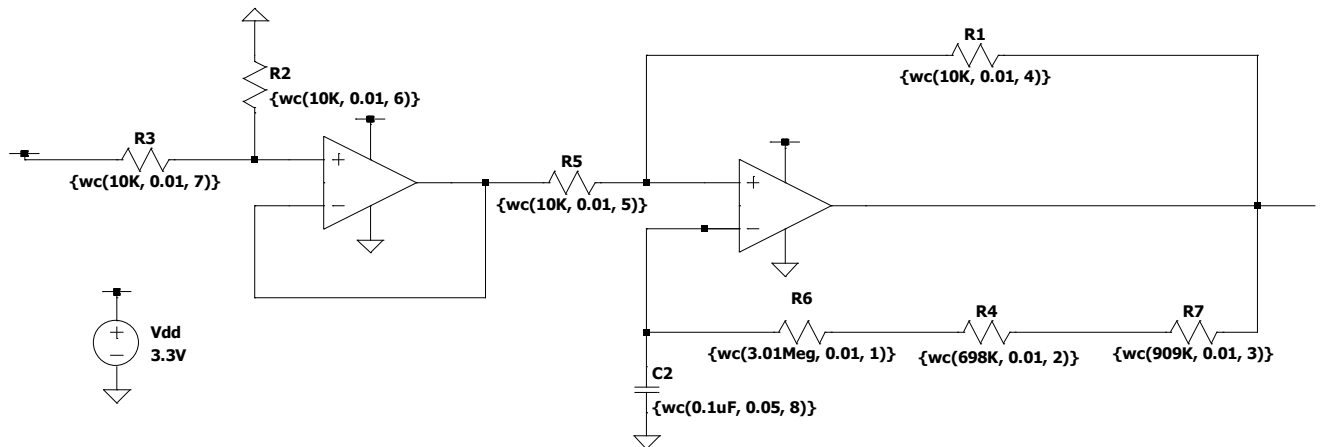 R1
{wc(10K, 0.01, 4)}
R2
{wc(10K, 0.01, 6)}
R3
{wc(10K, 0.01, 7)}
R5
{wc(10K, 0.01, 5)}
Vdd
3.3V
R6
{wc(3.01Meg, 0.01, 1)}
R4
{wc(698K, 0.01, 2)}
R7
{wc(909K, 0.01, 3)}
C2
{wc(0.1uF, 0.05, 8)}